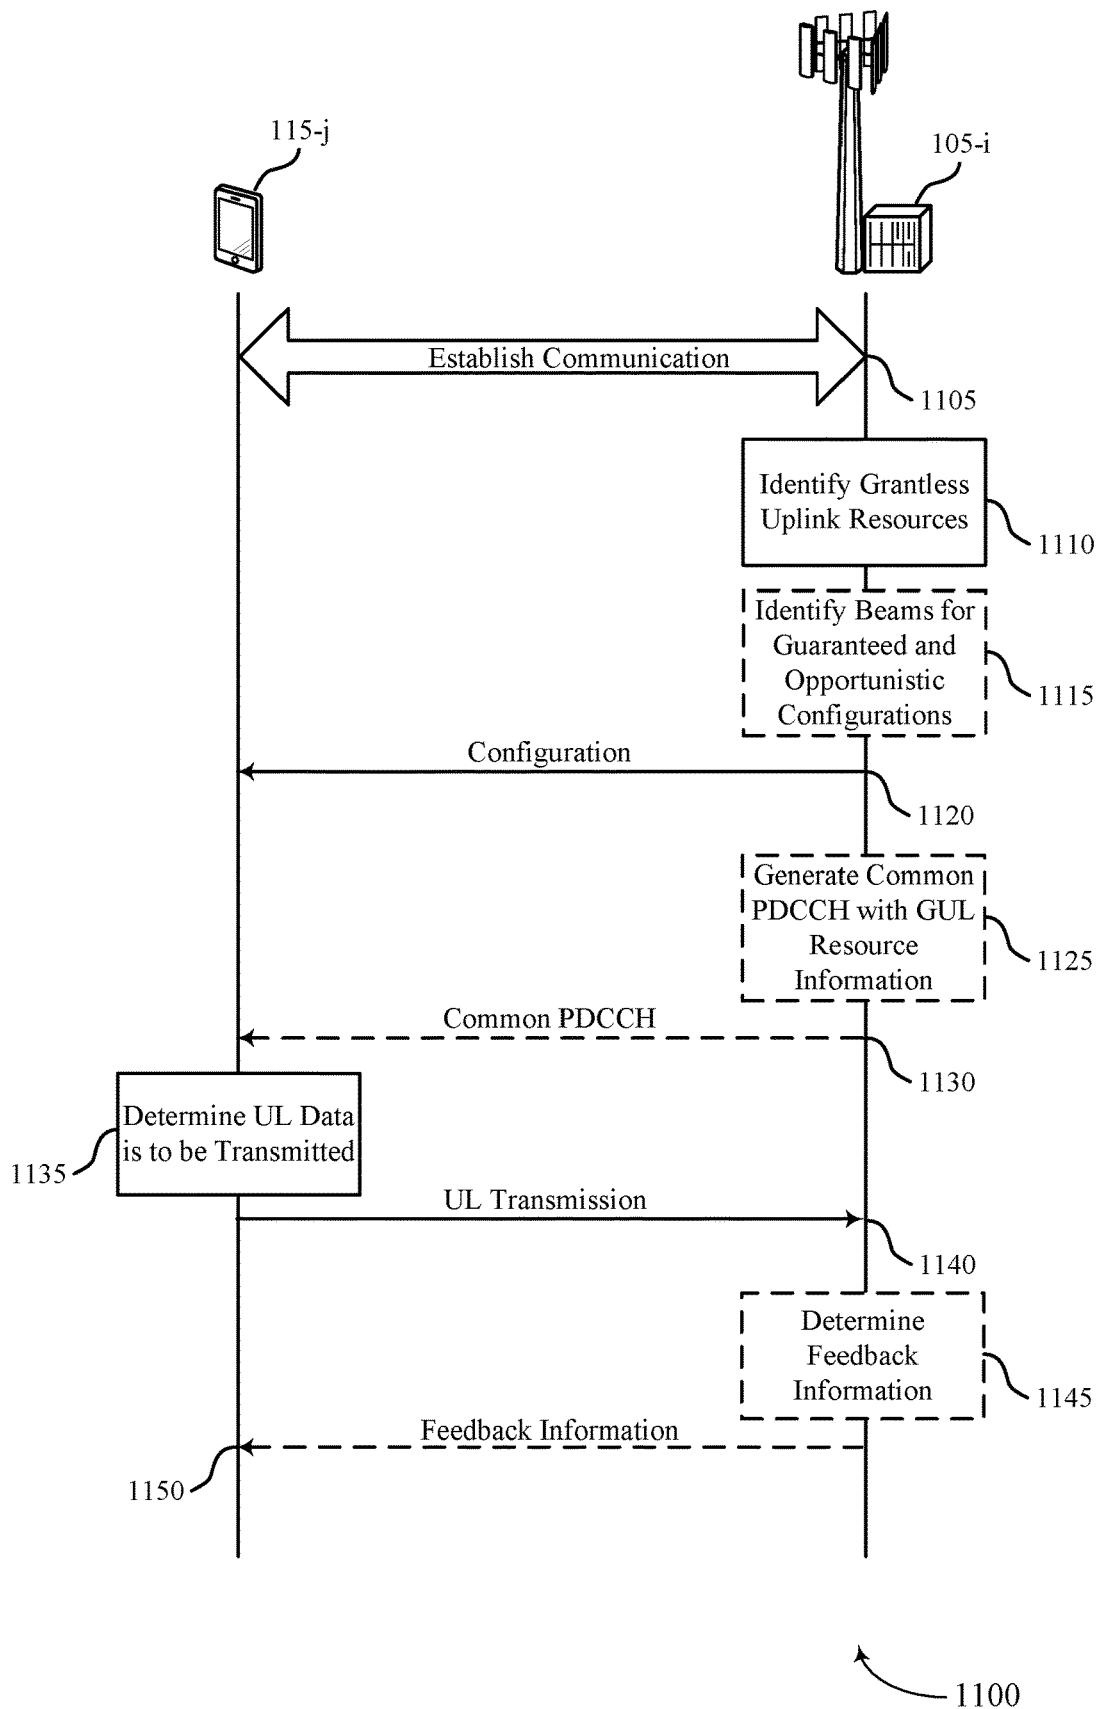 115-j
105-i
Establish Communication
1105
Identify Grantless
Uplink Resources
1110
Identify Beams for
Guaranteed and
Opportunistic
Configurations
1115
Configuration
1120
Generate Common
PDCCH with GUL
Resource
Information
1125
Common PDCCH
1130
Determine UL Data
is to be Transmitted
1135
UL Transmission
1140
Determine
Feedback
Information
1145
Feedback Information
1150
1100